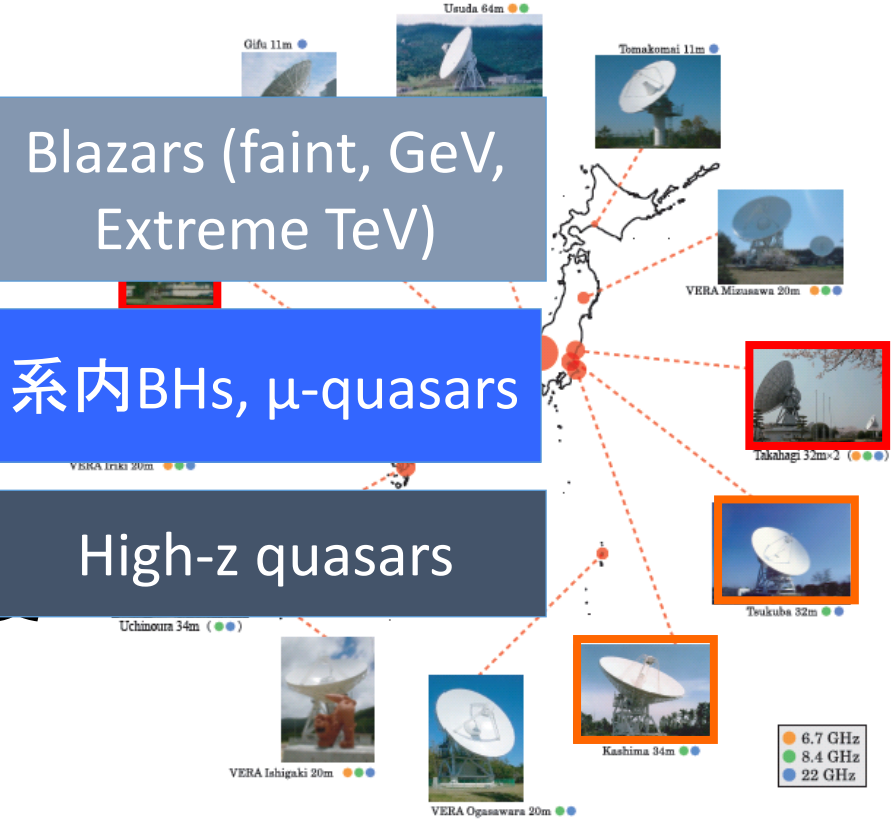 Usuda 64m
Gifu 11m
Tomakomai 11m
Blazars (faint, GeV,
Extreme TeV)
VERA Mizusawa 20m
系内BHs, μ-quasars
Takahagi 32m×2 ( )
VERA Iriki 20m
High-z quasars
Tsukuba 32m
Uchinoura 34m ( )
Kashima 34m
VERA Ishigaki 20m
VERA Ogasawara 20m
6.7 GHz
8.4 GHz
22 GHz